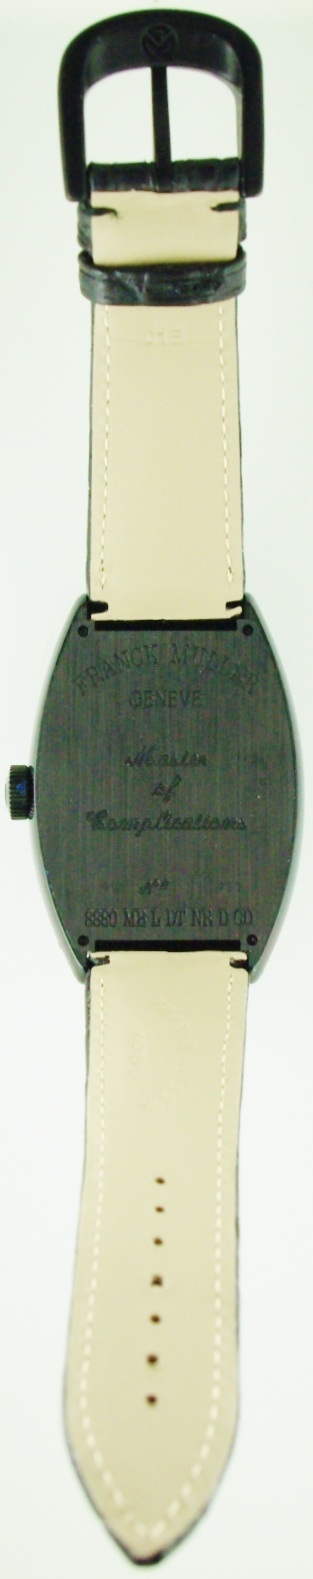 FRANCK MULLER
GENEVE
Master
of
Complications
Nº
8880 MB L DT NR D CD